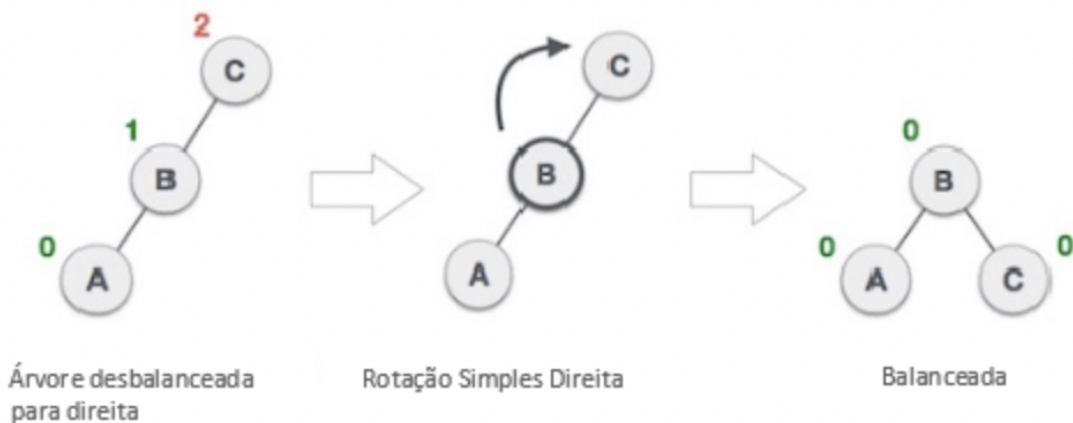 2
C
1
B
0
A
C
B
A
0
B
0
A
0
C
Árvore desbalanceada
para direita
Rotação Simples Direita
Balanceada